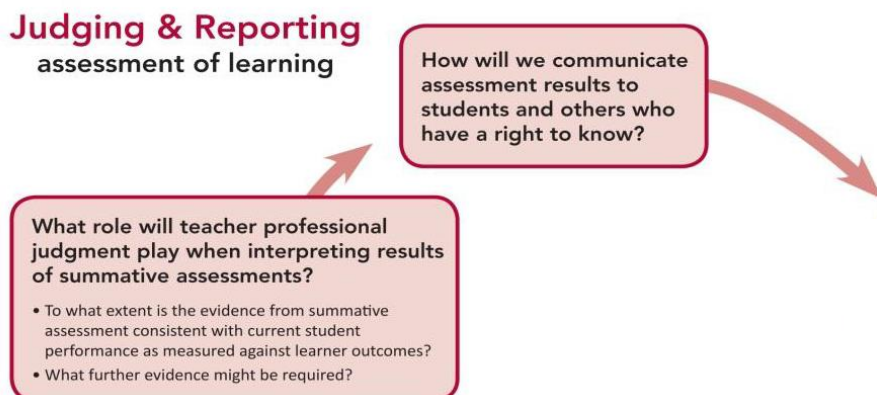 Judging & Reporting
assessment of learning
How will we communicate
assessment results to
students and others who
have a right to know?
What role will teacher professional
judgment play when interpreting results
of summative assessments?
• To what extent is the evidence from summative
assessment consistent with current student
performance as measured against learner outcomes?
• What further evidence might be required?